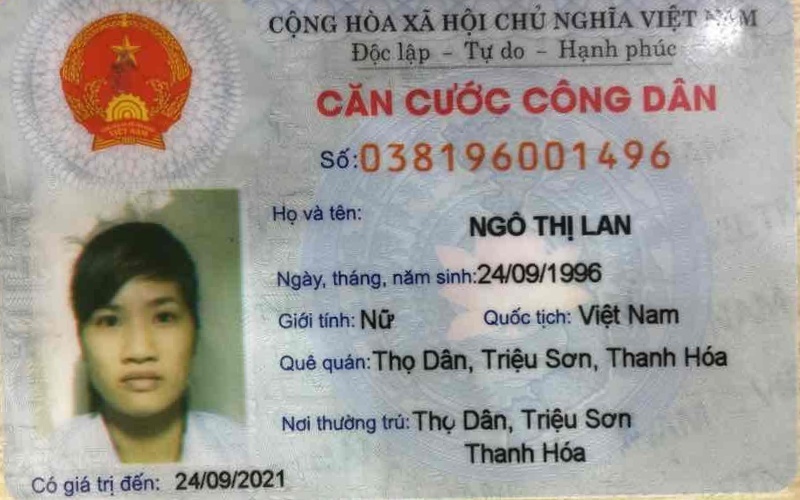 CỘNG HÒA XÃ HỘI CHỦ NGHĨA VIỆT NAM
Độc lập - Tự do - Hạnh phúc
CĂN CƯỚC CÔNG DÂN
Số: 038196001496
Họ và tên: NGÔ THỊ LAN
Ngày, tháng, năm sinh: 24/09/1996
Giới tính: Nữ Quốc tịch: Việt Nam
Quê quán: Thọ Dân, Triệu Sơn, Thanh Hóa
Nơi thường trú: Thọ Dân, Triệu Sơn
Thanh Hóa
Có giá trị đến: 24/09/2021
VIỆT NAM